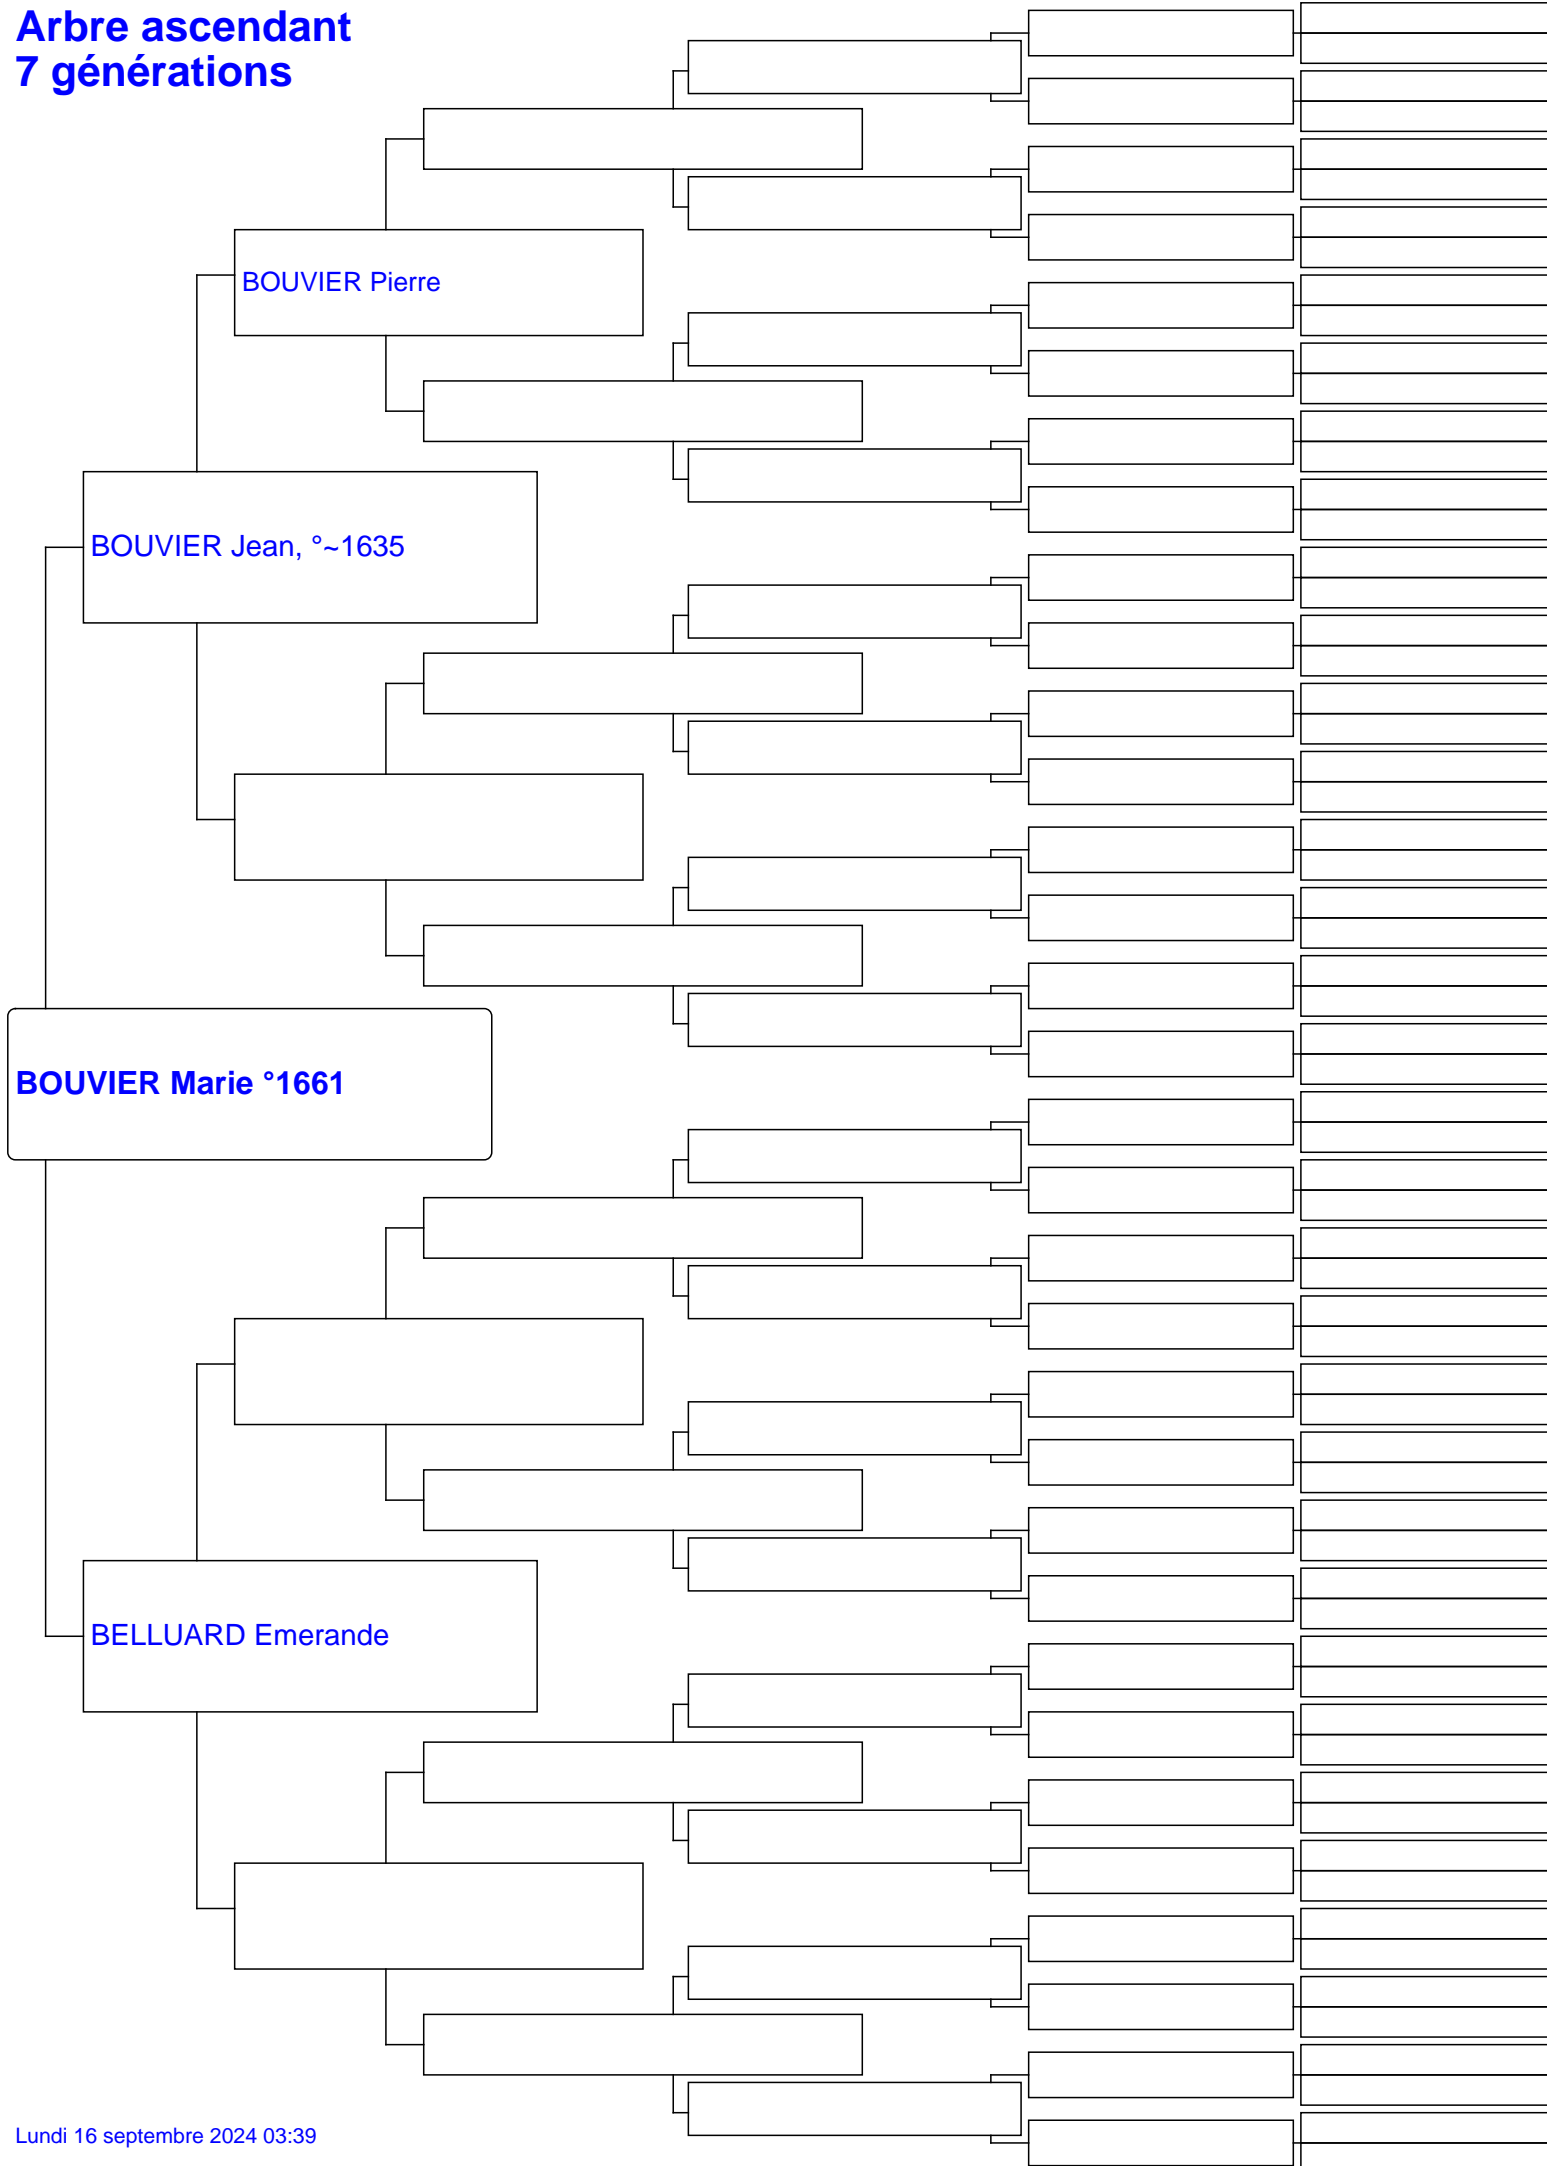 Arbre ascendant
7 générations
BOUVIER Pierre
BOUVIER Jean, °~1635
BOUVIER Marie °1661
BELLUARD Emerande
Lundi 16 septembre 2024 03:39